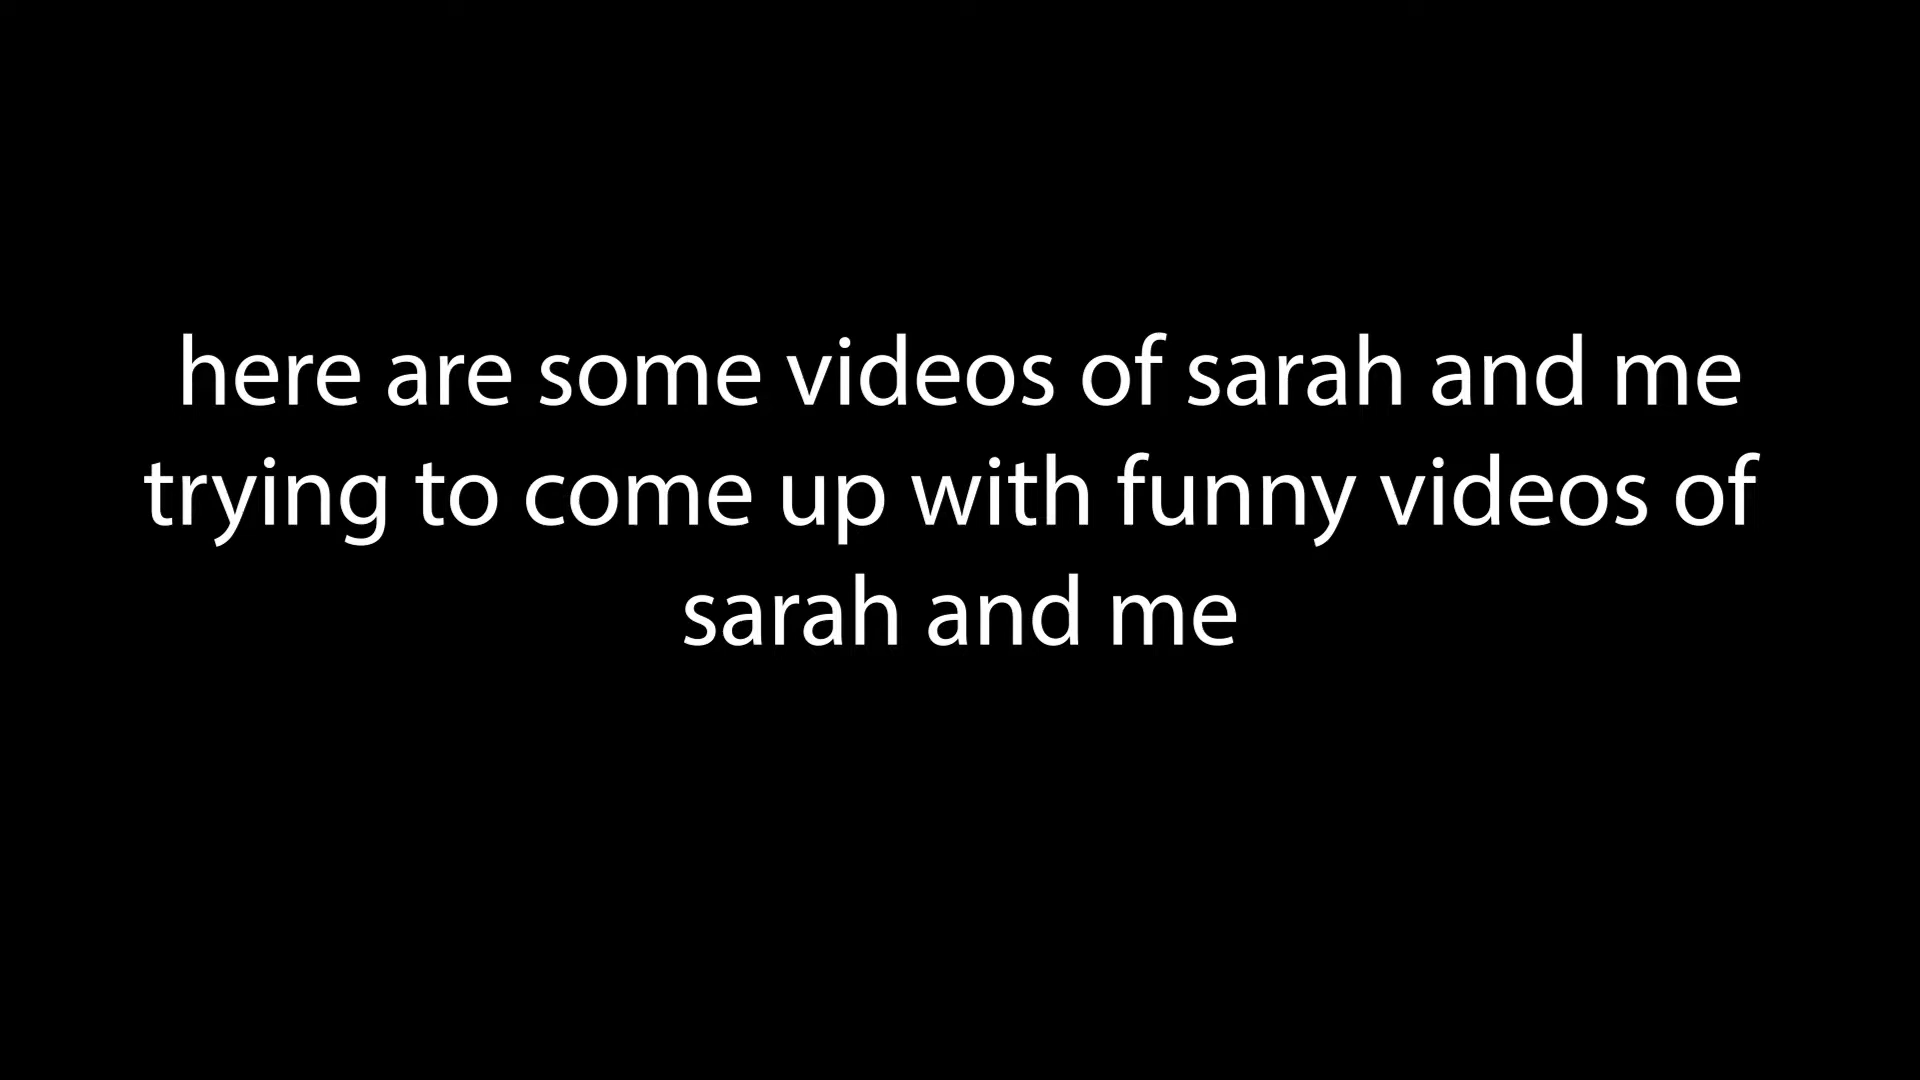 here are some videos of sarah and me
trying to come up with funny videos of
sarah and me